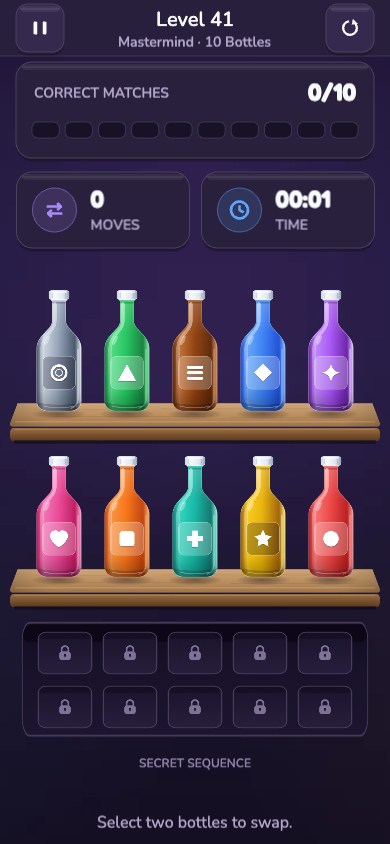 Level 41
Mastermind · 10 Bottles
CORRECT MATCHES
0/10
0
MOVES
00:01
TIME
SECRET SEQUENCE
Select two bottles to swap.